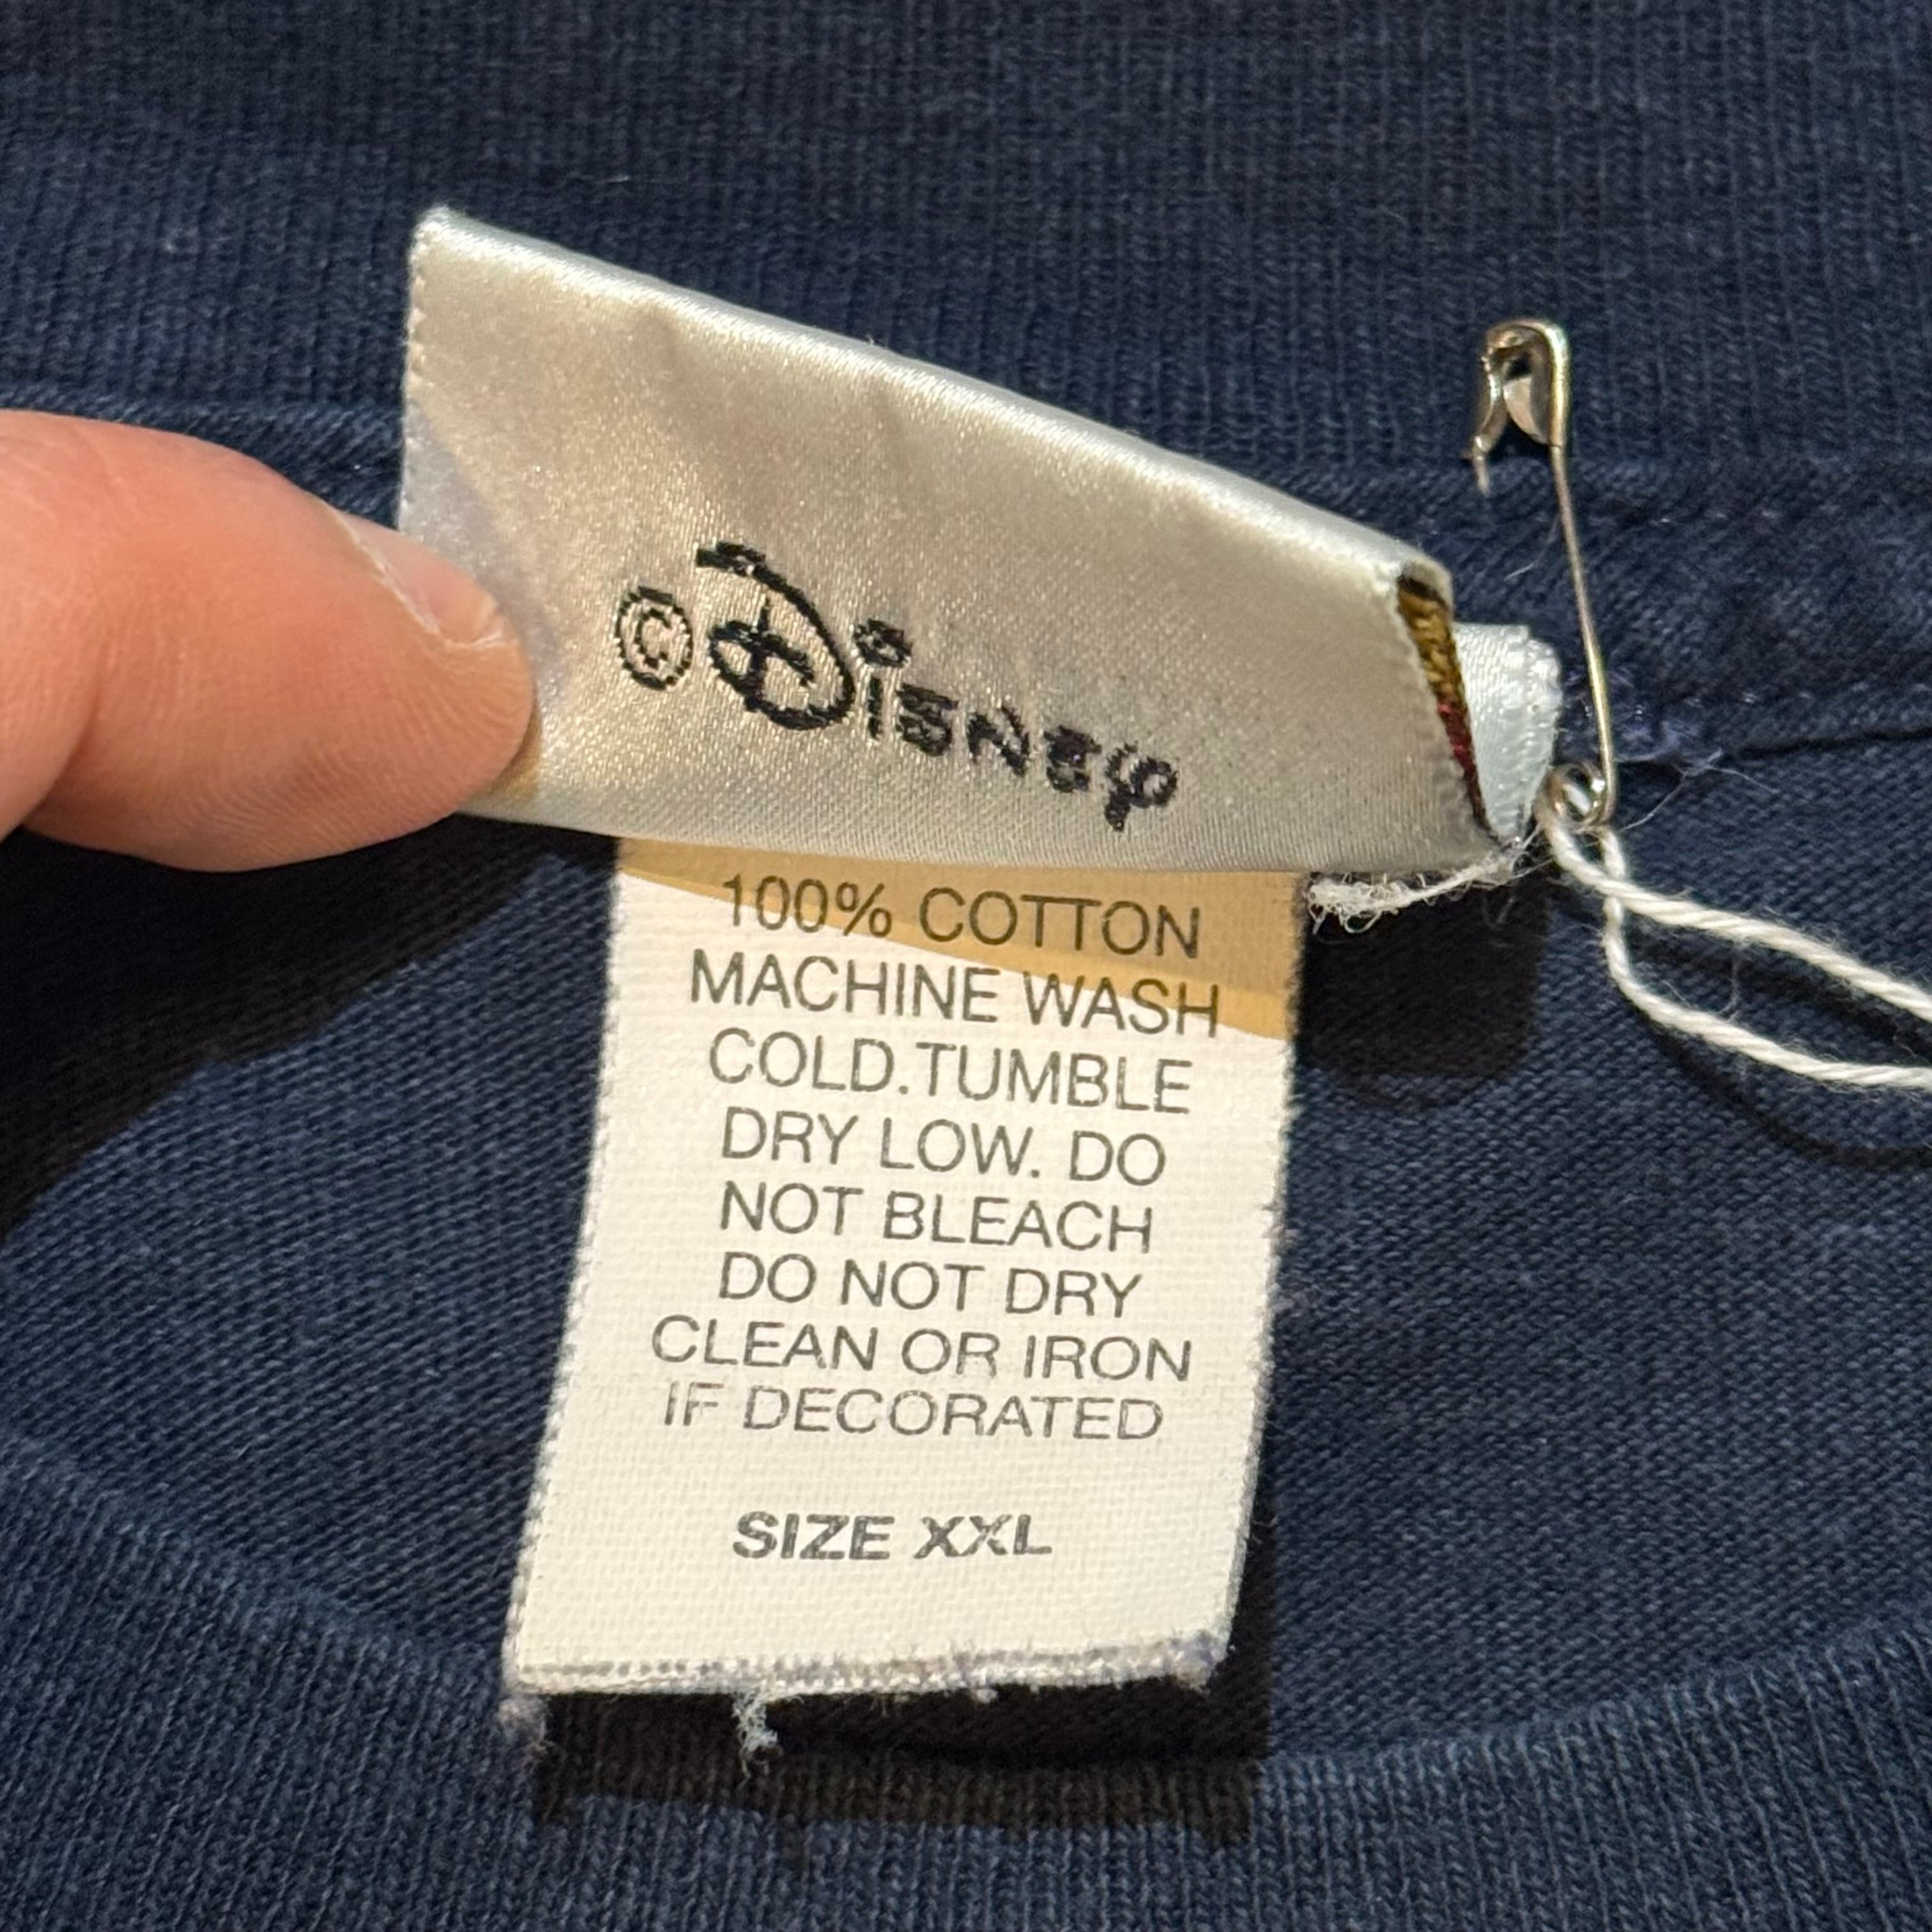 © Disney
100% COTTON
MACHINE WASH
COLD.TUMBLE
DRY LOW. DO
NOT BLEACH
DO NOT DRY
CLEAN OR IRON
IF DECORATED
SIZE XXL